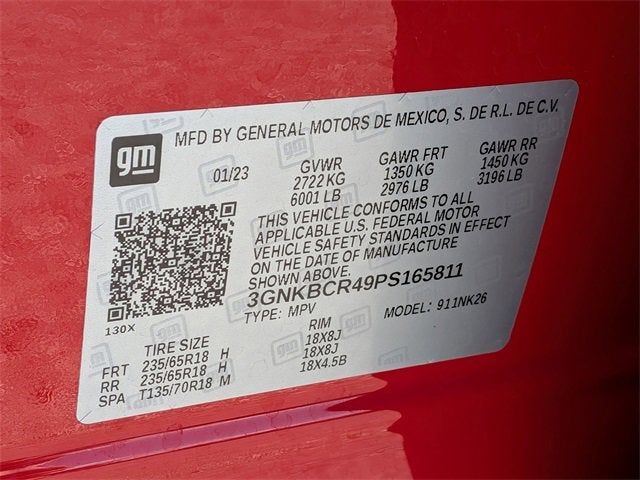 gm
MFD BY GENERAL MOTORS DE MEXICO, S. DE R.L. DE C.V.
01/23 GVWR GAWR FRT GAWR RR
2722 KG 1350 KG 1450 KG
6001 LB 2976 LB 3196 LB
THIS VEHICLE CONFORMS TO ALL
APPLICABLE U.S. FEDERAL MOTOR
VEHICLE SAFETY STANDARDS IN EFFECT
ON THE DATE OF MANUFACTURE
SHOWN ABOVE.
3GNKBCR49PS165811
TYPE: MPV MODEL: 911NK26
130X
TIRE SIZE RIM
FRT 235/65R18 H 18X8J
RR 235/65R18 H 18X8J
SPA T135/70R18 M 18X4.5B